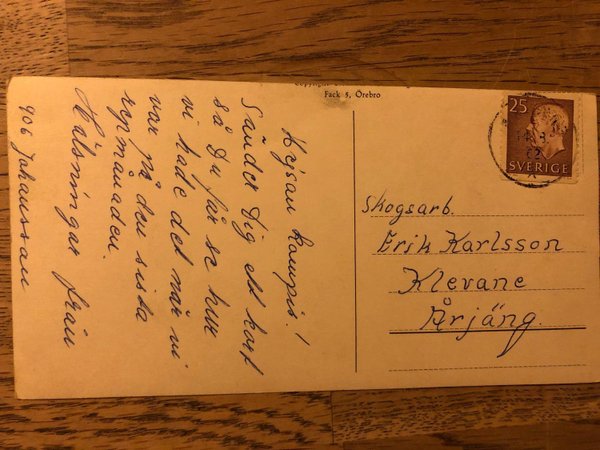 Hejsan kompis!
Sänder Dig ett kort
så Du får se hur
vi hade det när vi
var på den sista
repmånaden.
Hälsningar från
906 Johansson
Fack 5, Örebro
25
SVERIGE
Skogsarb.
Erik Karlsson
Klevane
Årjäng.